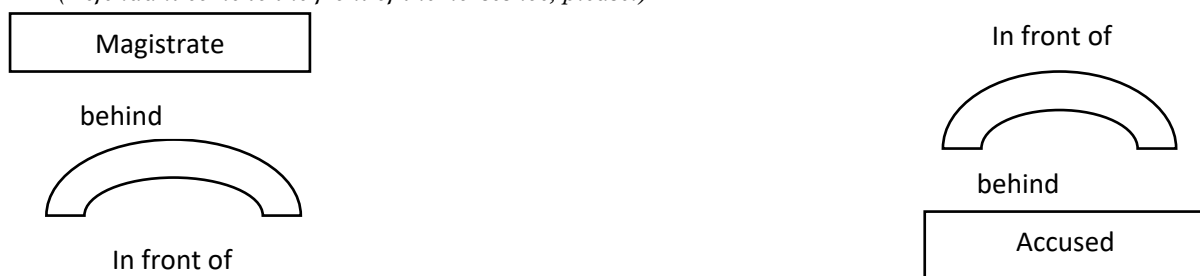 Magistrate
behind
In front of
In front of
behind
Accused